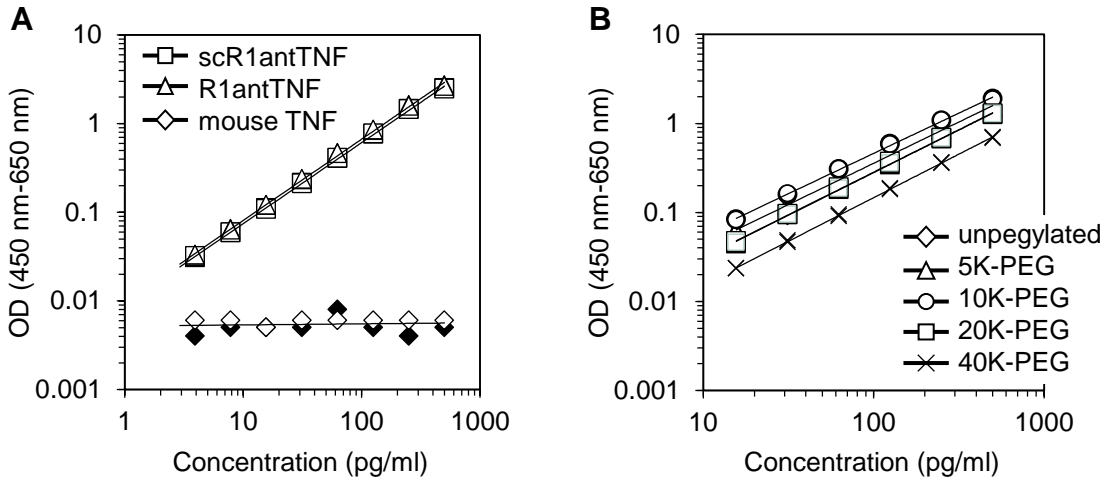 A
OD (450 nm-650 nm)
10
1
0.1
0.01
0.001
scR1antTNF
R1antTNF
mouse TNF
1 10 100 1000
Concentration (pg/ml)
B
OD (450 nm-650 nm)
10
1
0.1
0.01
0.001
unpegylated
5K-PEG
10K-PEG
20K-PEG
40K-PEG
10 100 1000
Concentration (pg/ml)